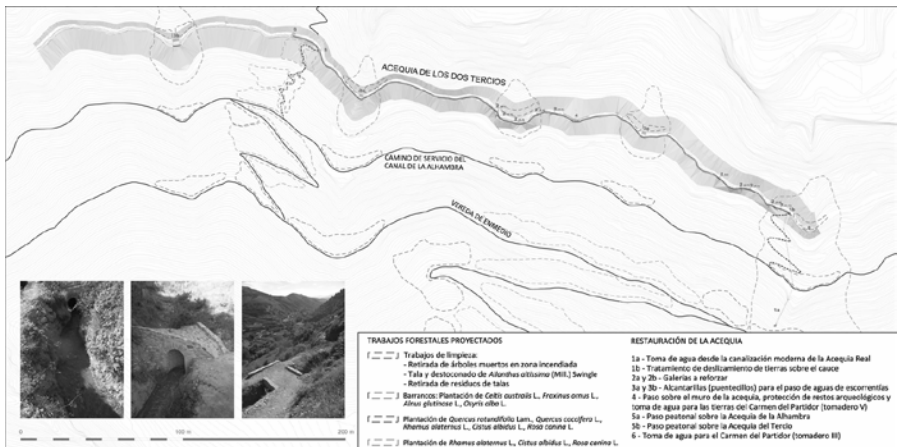 ACEQUIA DE LOS DOS TERCIOS
CAMINO DE SERVICIO DEL
CANAL DE LA ALHAMBRA
VEREDA DE ENMEDIO
0
100 m
200 m
TRABAJOS FORESTALES PROYECTADOS
Trabajos de limpieza:
- Retirada de árboles muertos en zona incendiada
- Tala y destoconado de Ailanthus altissima (Mill.) Swingle
- Retirada de residuos de talas
Barrancos: Plantación de Celtis australis L., Fraxinus ornus L.,
Alnus glutinosa L., Osyris alba L.
Plantación de Quercus rotundifolia Lam., Quercus coccifera L.,
Rhamus alaternus L., Cistus albidus L., Rosa canina L.
Plantación de Rhamus alaternus L., Cistus albidus L., Rosa canina L.
RESTAURACIÓN DE LA ACEQUIA
1a - Toma de agua desde la canalización moderna de la Acequia Real
1b - Tratamiento de deslizamiento de tierras sobre el cauce
2a y 2b - Galerías a reforzar
3a y 3b - Alcantarillas (puentecillos) para el paso de aguas de escorrentías
4 - Paso sobre el muro de la acequia, protección de restos arqueológicos y
toma de agua para las tierras del Carmen del Partidor (tomadero V)
5a - Paso peatonal sobre la Acequia de la Alhambra
5b - Paso peatonal sobre la Acequia del Tercio
6 - Toma de agua para el Carmen del Partidor (tomadero III)